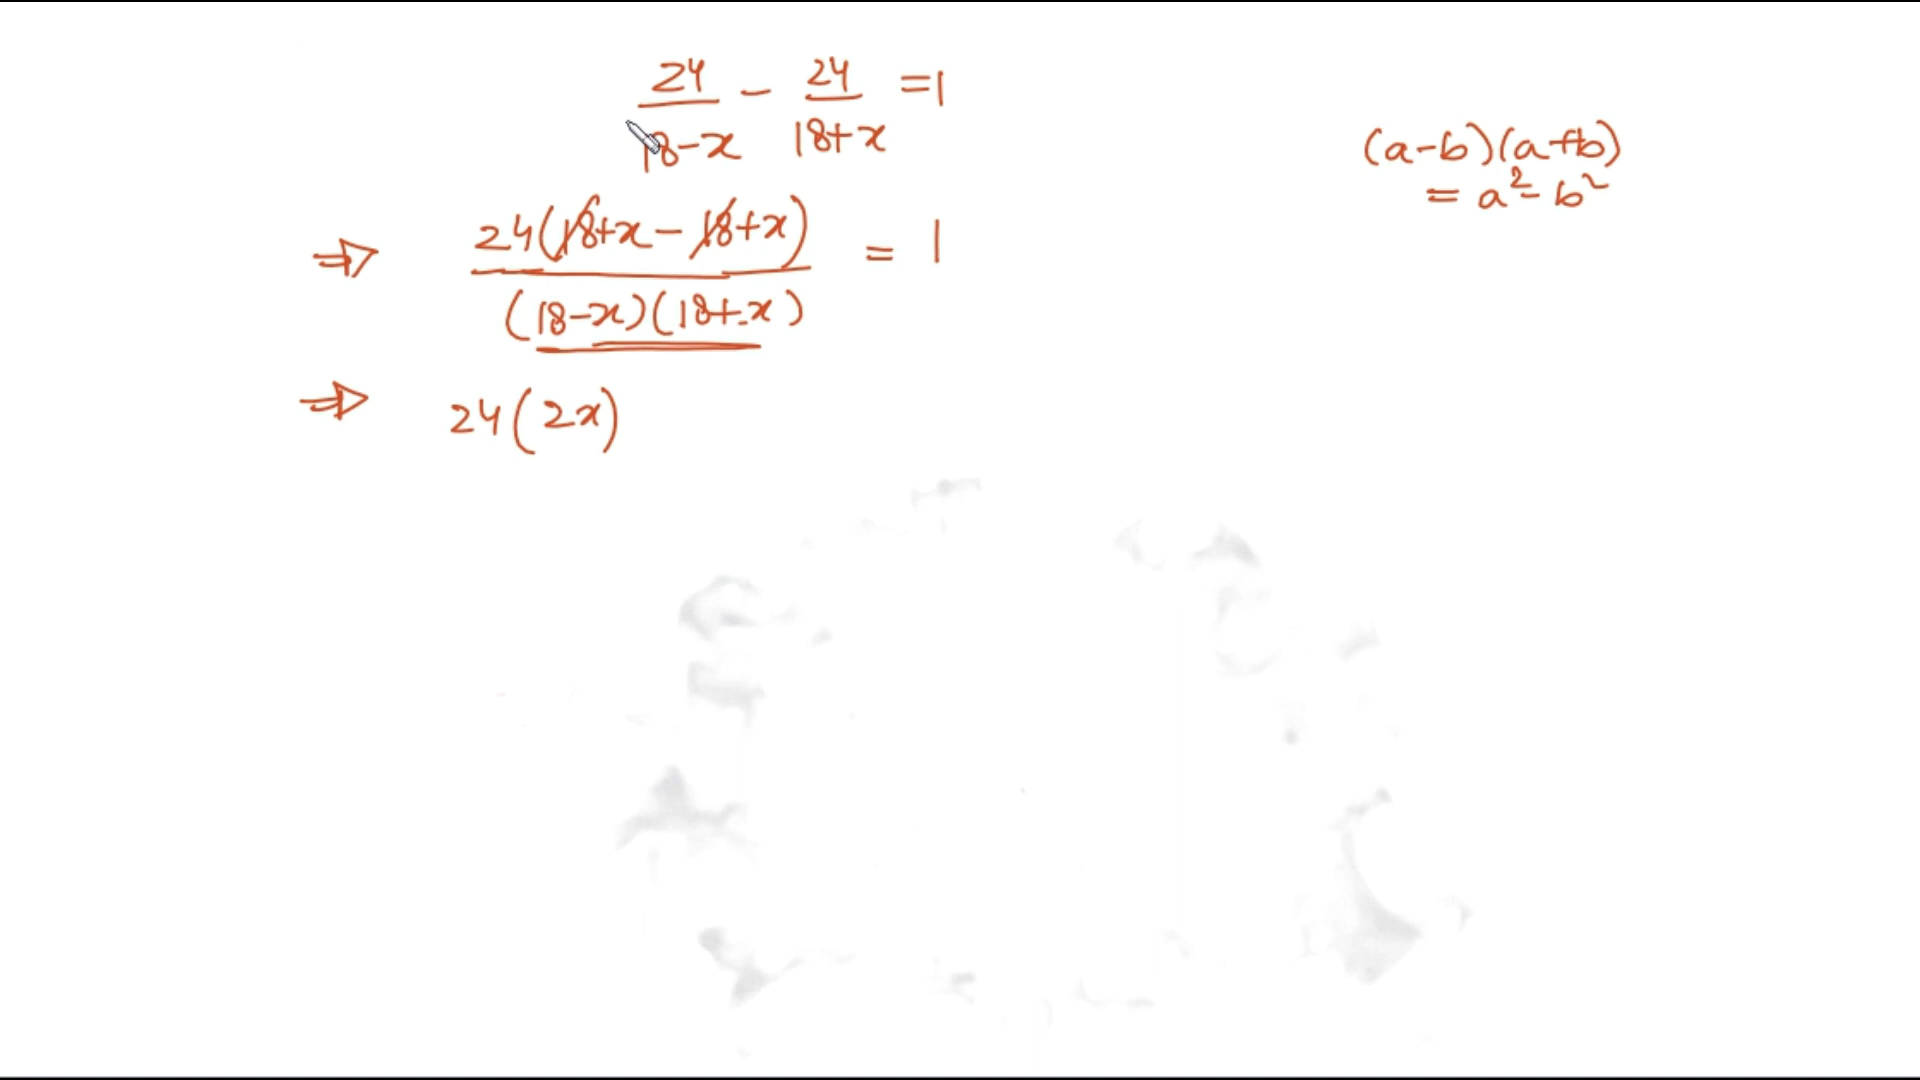 24/(18-x) - 24/(18+x) = 1
(a-b)(a+b)
= a² - b²
⇒ 24(18+x-18+x)/((18-x)(18+x)) = 1
⇒ 24(2x)